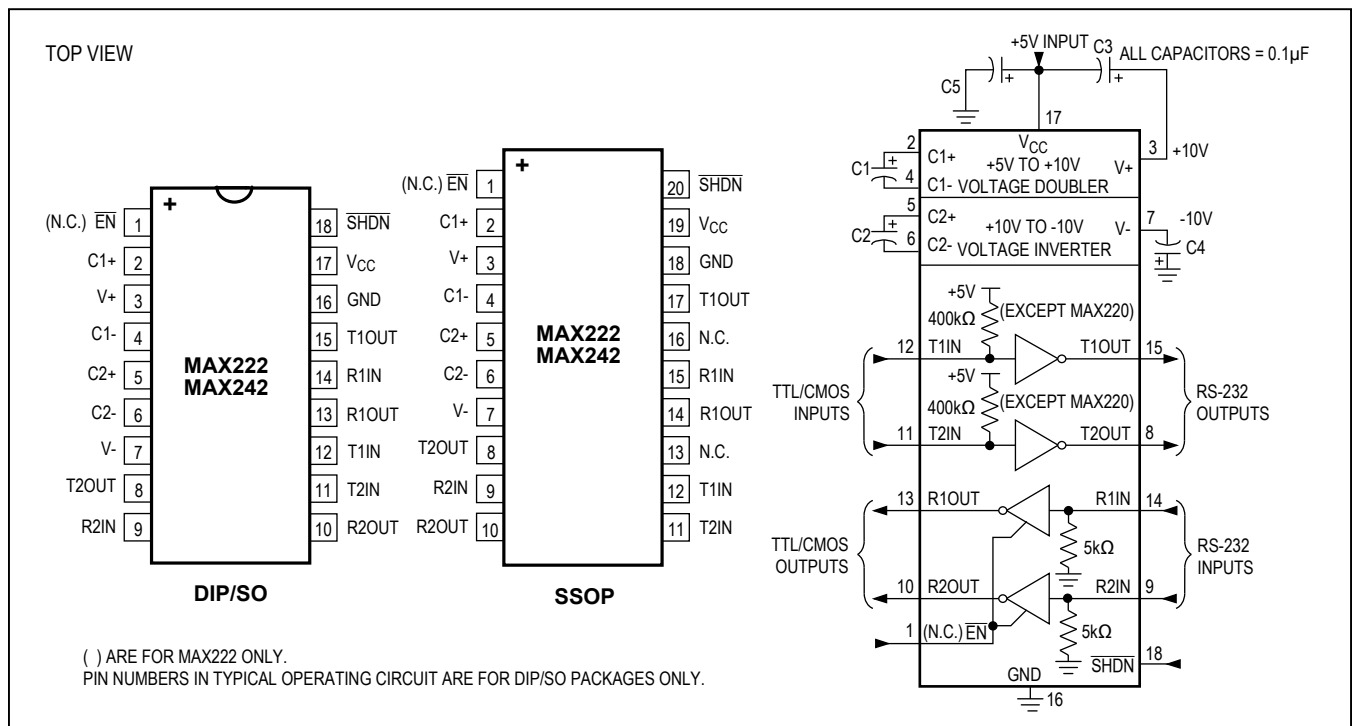 TOP VIEW
+
(N.C.) EN 1
C1+ 2
V+ 3
C1- 4
C2+ 5
C2- 6
V- 7
T2OUT 8
R2IN 9
18 SHDN
17 VCC
16 GND
15 T1OUT
14 R1IN
13 R1OUT
12 T1IN
11 T2IN
10 R2OUT
MAX222
MAX242
DIP/SO
+
(N.C.) EN 1
C1+ 2
V+ 3
C1- 4
C2+ 5
C2- 6
V- 7
T2OUT 8
R2IN 9
R2OUT 10
20 SHDN
19 VCC
18 GND
17 T1OUT
16 N.C.
15 R1IN
14 R1OUT
13 N.C.
12 T1IN
11 T2IN
MAX222
MAX242
SSOP
( ) ARE FOR MAX222 ONLY.
PIN NUMBERS IN TYPICAL OPERATING CIRCUIT ARE FOR DIP/SO PACKAGES ONLY.
+5V INPUT C3 ALL CAPACITORS = 0.1µF
C5 + +
17
VCC
2 C1+ +5V TO +10V V+ 3 +10V
C1 +
4 C1- VOLTAGE DOUBLER
5 C2+ +10V TO -10V V- 7 -10V
C2 +
6 C2- VOLTAGE INVERTER
C4
+
+5V
400kΩ (EXCEPT MAX220)
12 T1IN T1OUT 15
+5V
TTL/CMOS INPUTS
400kΩ (EXCEPT MAX220)
RS-232 OUTPUTS
11 T2IN T2OUT 8
13 R1OUT R1IN 14
5kΩ
TTL/CMOS OUTPUTS
RS-232 INPUTS
10 R2OUT R2IN 9
5kΩ
1 (N.C.) EN
SHDN 18
GND
16